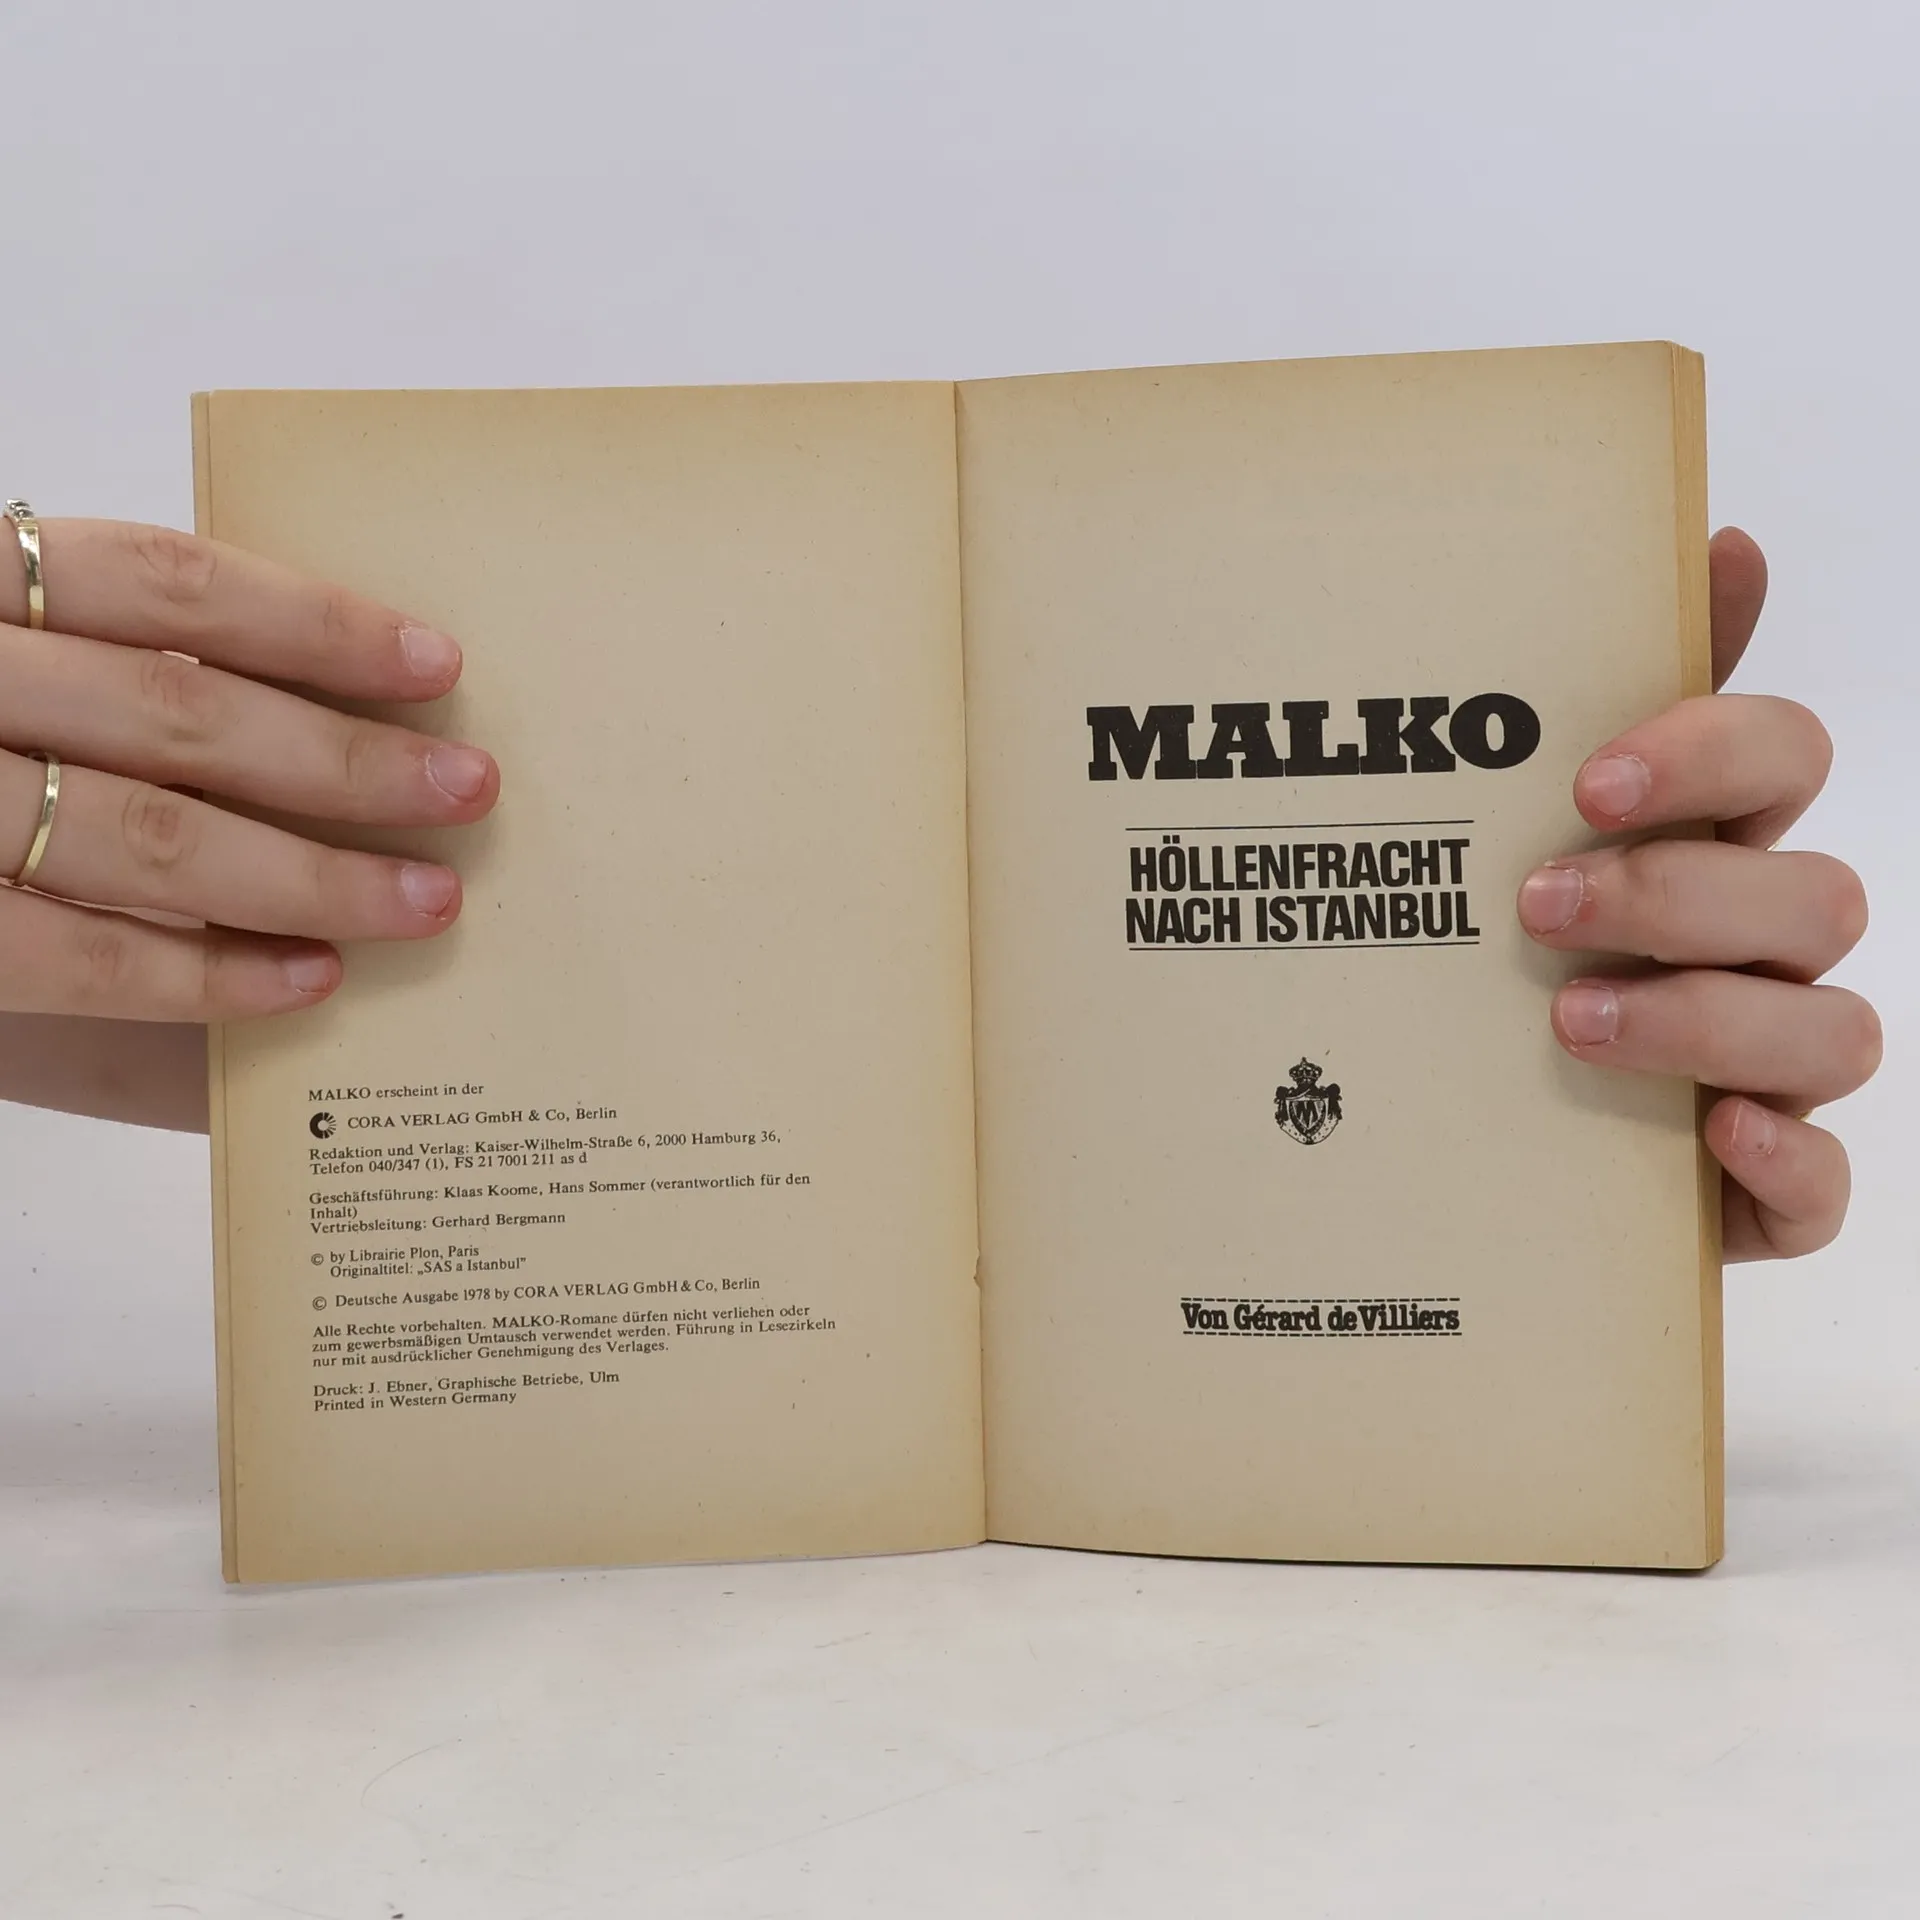 MALKO erscheint in der
CORA VERLAG GmbH & Co, Berlin
Redaktion und Verlag: Kaiser-Wilhelm-Straße 6, 2000 Hamburg 36,
Telefon 040/347 (1), FS 21 7001 211 as d
Geschäftsführung: Klaas Koome, Hans Sommer (verantwortlich für den
Inhalt)
Vertriebsleitung: Gerhard Bergmann
© by Librairie Plon, Paris
Originaltitel: „SAS a Istanbul”
© Deutsche Ausgabe 1978 by CORA VERLAG GmbH & Co, Berlin
Alle Rechte vorbehalten. MALKO-Romane dürfen nicht verliehen oder
zum gewerbsmäßigen Umtausch verwendet werden. Führung in Lesezirkeln
nur mit ausdrücklicher Genehmigung des Verlages.
Druck: J. Ebner, Graphische Betriebe, Ulm
Printed in Western Germany
MALKO
HÖLLENFRACHT
NACH ISTANBUL
Von Gérard de Villiers